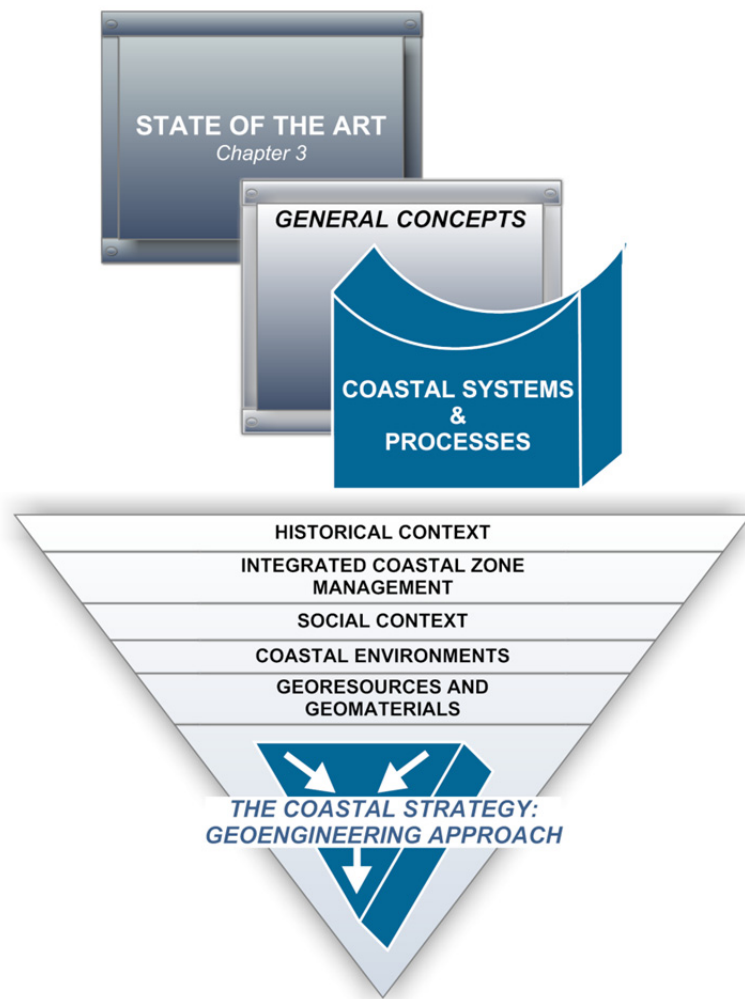 STATE OF THE ART
Chapter 3
GENERAL CONCEPTS
COASTAL SYSTEMS
&
PROCESSES
HISTORICAL CONTEXT
INTEGRATED COASTAL ZONE
MANAGEMENT
SOCIAL CONTEXT
COASTAL ENVIRONMENTS
GEORESOURCES AND
GEOMATERIALS
THE COASTAL STRATEGY:
GEOENGINEERING APPROACH